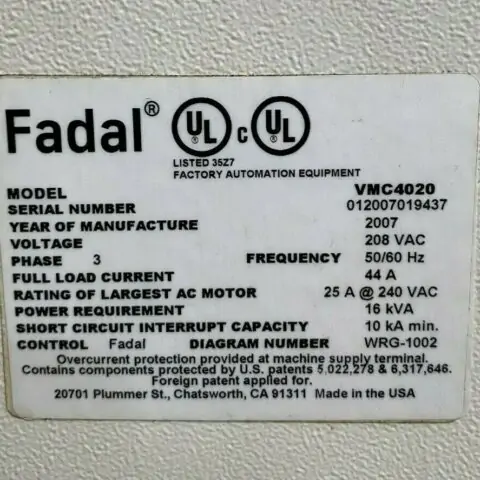 Fadal® UL® c UL®
LISTED 35Z7
FACTORY AUTOMATION EQUIPMENT
MODEL VMC4020
SERIAL NUMBER 012007019437
YEAR OF MANUFACTURE 2007
VOLTAGE 208 VAC
PHASE 3 FREQUENCY 50/60 Hz
FULL LOAD CURRENT 44 A
RATING OF LARGEST AC MOTOR 25 A @ 240 VAC
POWER REQUIREMENT 16 kVA
SHORT CIRCUIT INTERRUPT CAPACITY 10 kA min.
CONTROL Fadal DIAGRAM NUMBER WRG-1002
Overcurrent protection provided at machine supply terminal.
Contains components protected by U.S. patents 5,022,278 & 6,317,646.
Foreign patent applied for.
20701 Plummer St., Chatsworth, CA 91311 Made in the USA